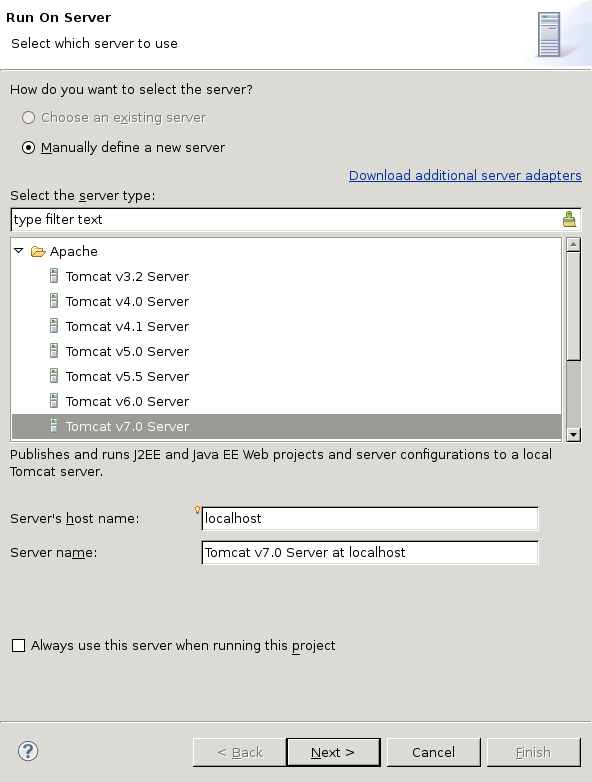 Run On Server
Select which server to use
How do you want to select the server?
Choose an existing server
Manually define a new server
Download additional server adapters
Select the server type:
type filter text
Apache
Tomcat v3.2 Server
Tomcat v4.0 Server
Tomcat v4.1 Server
Tomcat v5.0 Server
Tomcat v5.5 Server
Tomcat v6.0 Server
Tomcat v7.0 Server
Publishes and runs J2EE and Java EE Web projects and server configurations to a local
Tomcat server.
Server's host name: localhost
Server name: Tomcat v7.0 Server at localhost
Always use this server when running this project
? < Back Next > Cancel Finish